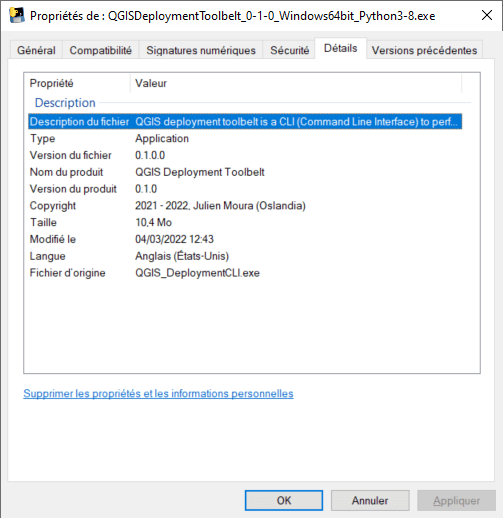 Propriétés de : QGISDeploymentToolbelt_0-1-0_Windows64bit_Python3-8.exe
Général Compatibilité Signatures numériques Sécurité Détails Versions précédentes
Propriété Valeur
Description
Description du fichier QGIS deployment toolbelt is a CLI (Command Line Interface) to perf...
Type Application
Version du fichier 0.1.0.0
Nom du produit QGIS Deployment Toolbelt
Version du produit 0.1.0
Copyright 2021 - 2022, Julien Moura (Oslandia)
Taille 10,4 Mo
Modifié le 04/03/2022 12:43
Langue Anglais (États-Unis)
Fichier d'origine QGIS_DeploymentCLI.exe
Supprimer les propriétés et les informations personnelles
OK Annuler Appliquer